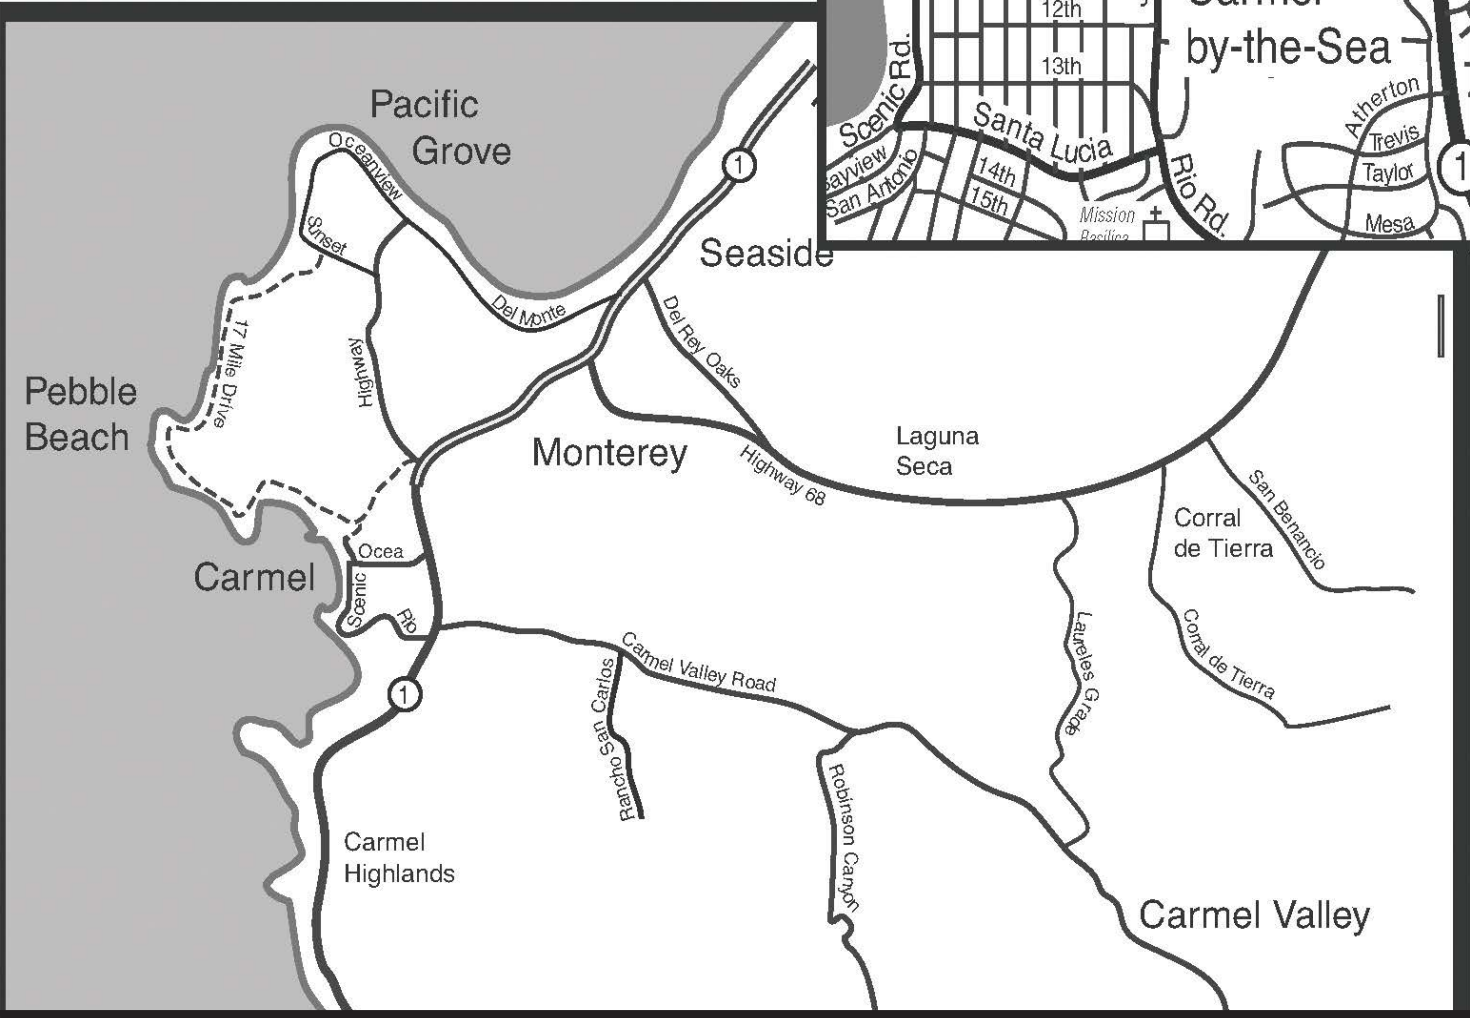 12th
by-the-Sea
13th
Scenic Rd.
Santa Lucia
Atherton
Trevis
Taylor
Mesa
1
San Antonio
14th
15th
Rio Rd.
Mission
Pacific
Grove
Oceanview
Sunset
1
Seaside
Del Monte
Del Rey Oaks
17 Mile Drive
Highway
Pebble
Beach
Monterey
Highway 68
Laguna
Seca
San Benancio
Corral
de Tierra
Corral de Tierra
Carmel
Ocea
Scenic
Rio
1
Carmel Valley Road
Rancho San Carlos
Laureles Grade
Robinson Canyon
Carmel
Highlands
Carmel Valley